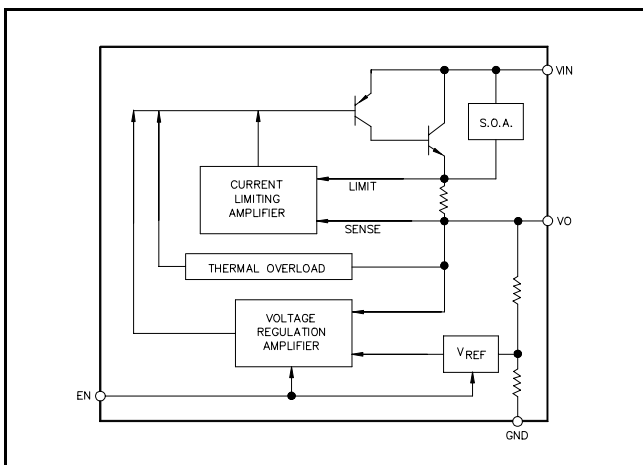 VIN
S.O.A.
CURRENT
LIMITING
AMPLIFIER
LIMIT
SENSE
VO
THERMAL OVERLOAD
VOLTAGE
REGULATION
AMPLIFIER
VREF
EN
GND